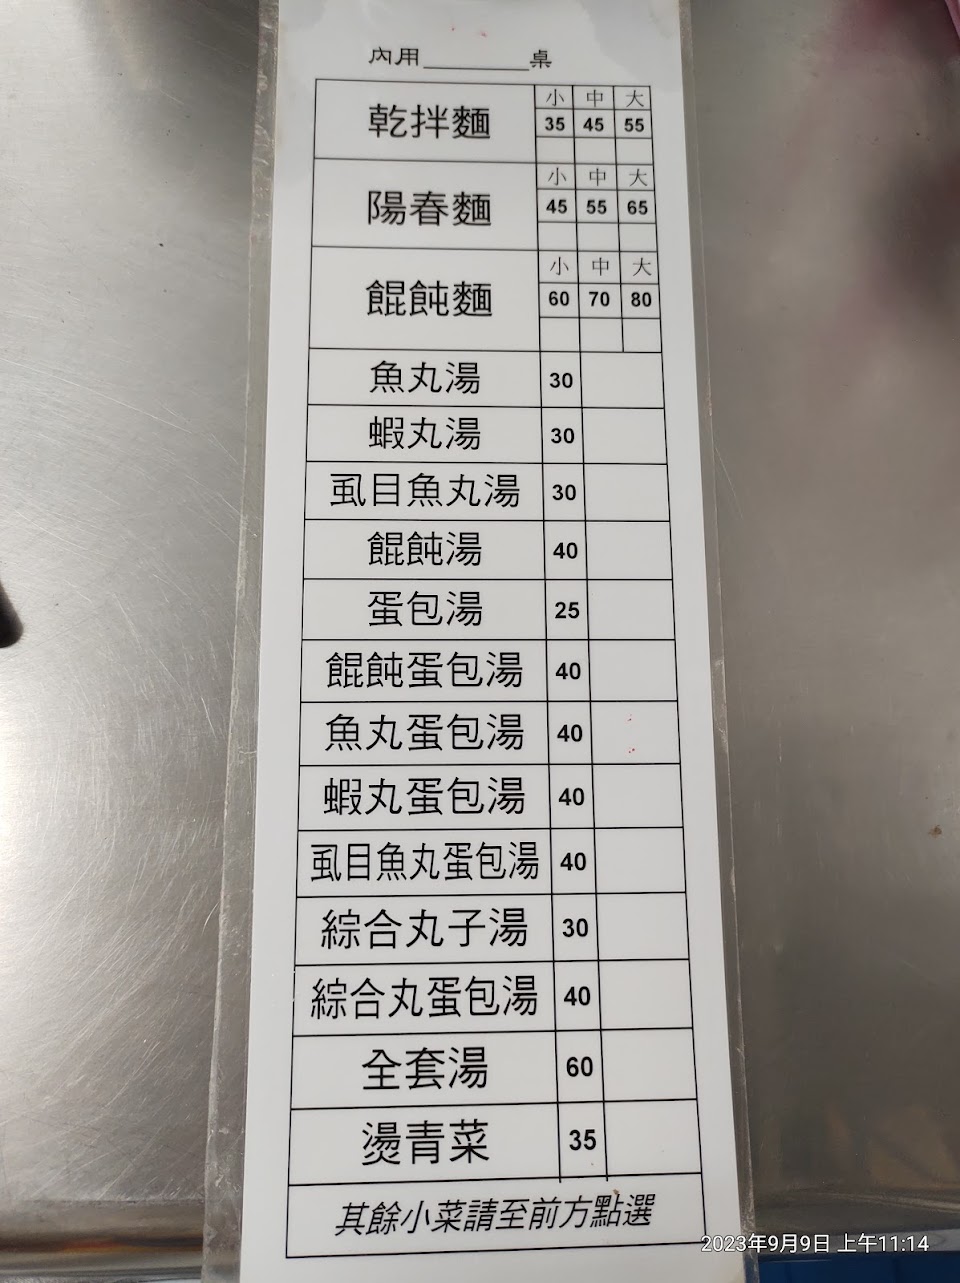 內用________桌
乾拌麵 小 中 大
35 45 55
陽春麵 小 中 大
45 55 65
餛飩麵 小 中 大
60 70 80
魚丸湯 30
蝦丸湯 30
虱目魚丸湯 30
餛飩湯 40
蛋包湯 25
餛飩蛋包湯 40
魚丸蛋包湯 40
蝦丸蛋包湯 40
虱目魚丸蛋包湯 40
綜合丸子湯 30
綜合丸蛋包湯 40
全套湯 60
燙青菜 35
其餘小菜請至前方點選
2023年9月9日 上午11:14